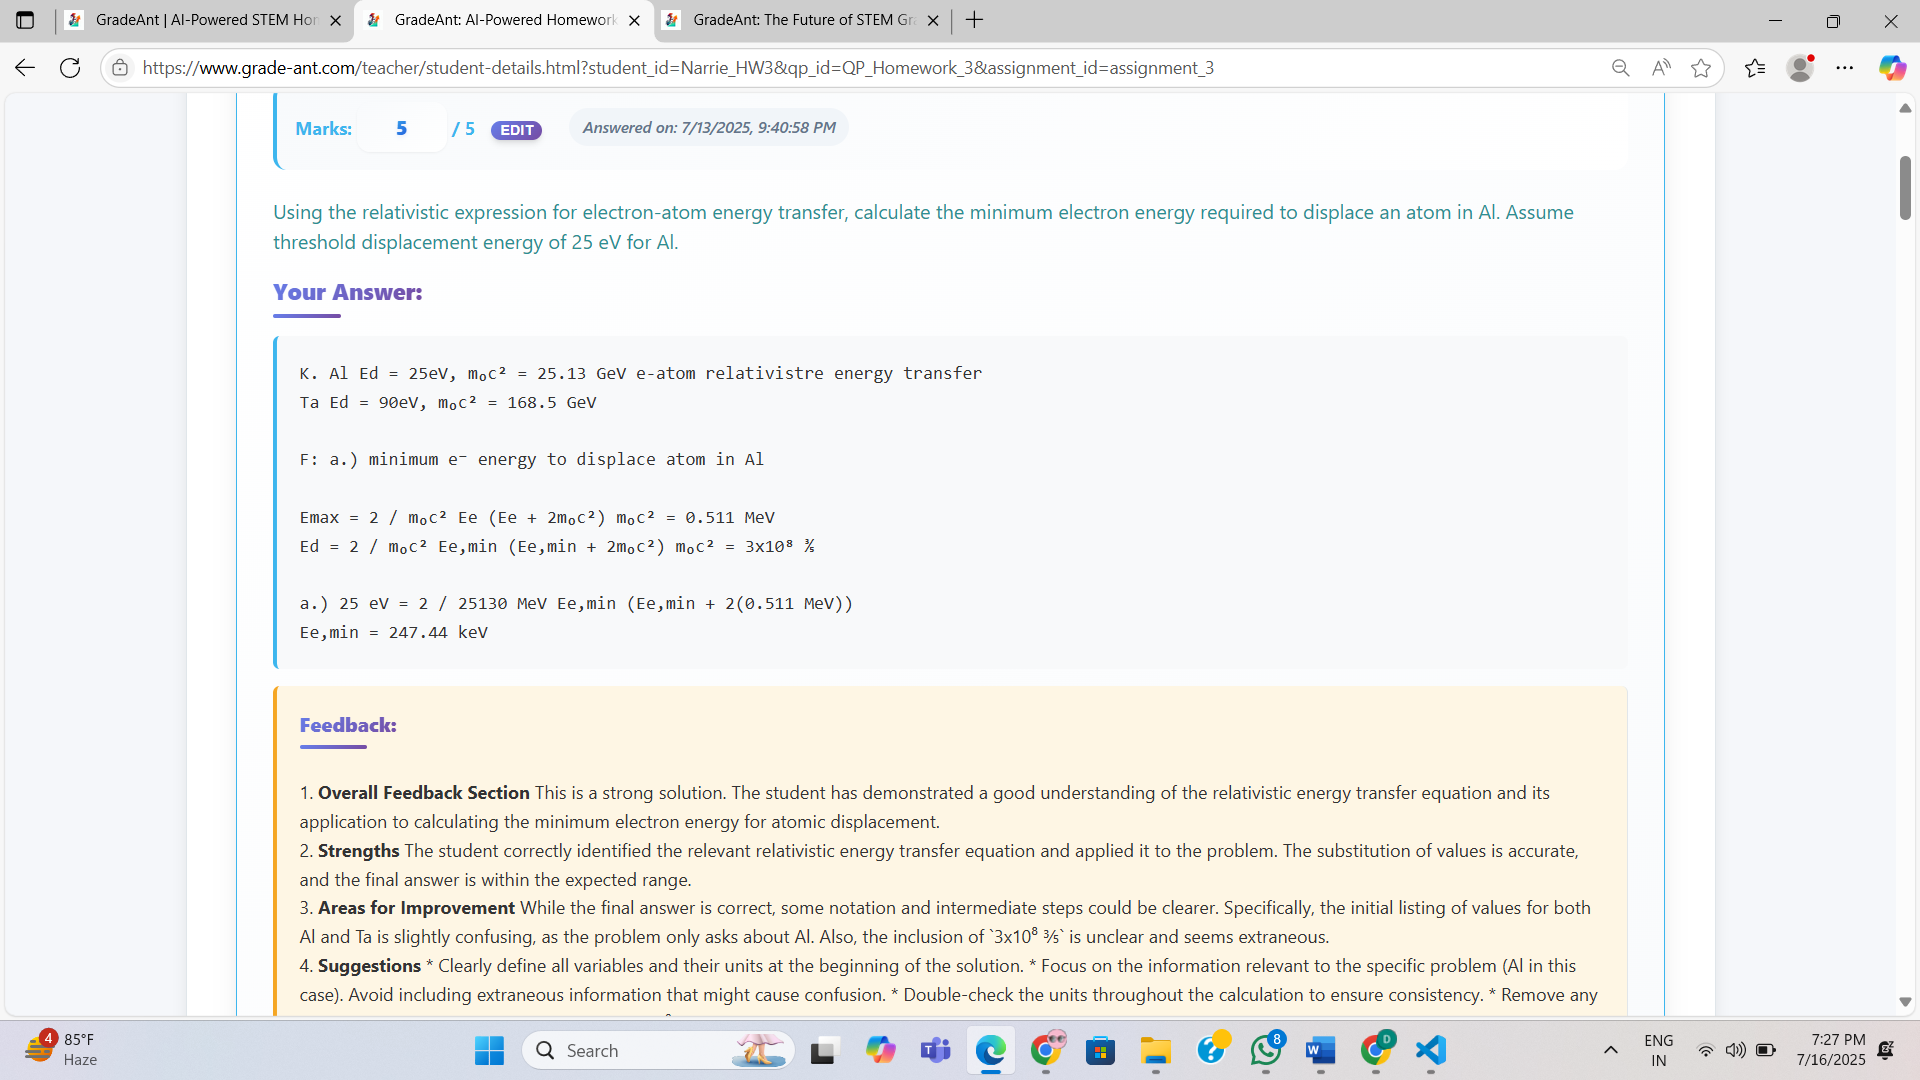 GradeAnt | AI-Powered STEM Hor
GradeAnt: AI-Powered Homework
GradeAnt: The Future of STEM Gra
https://www.grade-ant.com/teacher/student-details.html?student_id=Narrie_HW3&qp_id=QP_Homework_3&assignment_id=assignment_3
Marks: 5 / 5 EDIT Answered on: 7/13/2025, 9:40:58 PM
Using the relativistic expression for electron-atom energy transfer, calculate the minimum electron energy required to displace an atom in Al. Assume
threshold displacement energy of 25 eV for Al.
Your Answer:
K. Al Ed = 25eV, m₀c² = 25.13 GeV e-atom relativistre energy transfer
Ta Ed = 90eV, m₀c² = 168.5 GeV
F: a.) minimum e⁻ energy to displace atom in Al
Emax = 2 / m₀c² Ee (Ee + 2m₀c²) m₀c² = 0.511 MeV
Ed = 2 / m₀c² Ee,min (Ee,min + 2m₀c²) m₀c² = 3x10⁸ ⅗
a.) 25 eV = 2 / 25130 MeV Ee,min (Ee,min + 2(0.511 MeV))
Ee,min = 247.44 keV
Feedback:
1. Overall Feedback Section This is a strong solution. The student has demonstrated a good understanding of the relativistic energy transfer equation and its
application to calculating the minimum electron energy for atomic displacement.
2. Strengths The student correctly identified the relevant relativistic energy transfer equation and applied it to the problem. The substitution of values is accurate,
and the final answer is within the expected range.
3. Areas for Improvement While the final answer is correct, some notation and intermediate steps could be clearer. Specifically, the initial listing of values for both
Al and Ta is slightly confusing, as the problem only asks about Al. Also, the inclusion of `3x10⁸ ⅗` is unclear and seems extraneous.
4. Suggestions * Clearly define all variables and their units at the beginning of the solution. * Focus on the information relevant to the specific problem (Al in this
case). Avoid including extraneous information that might cause confusion. * Double-check the units throughout the calculation to ensure consistency. * Remove any
4
85°F
Haze
Search
8
D
ENG
IN
7:27 PM
7/16/2025